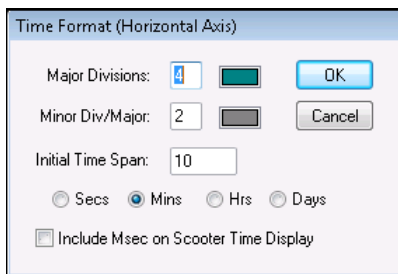 Time Format (Horizontal Axis)
Major Divisions: 4 OK
Minor Div/Major: 2 Cancel
Initial Time Span: 10
Secs Mins Hrs Days
Include Msec on Scooter Time Display